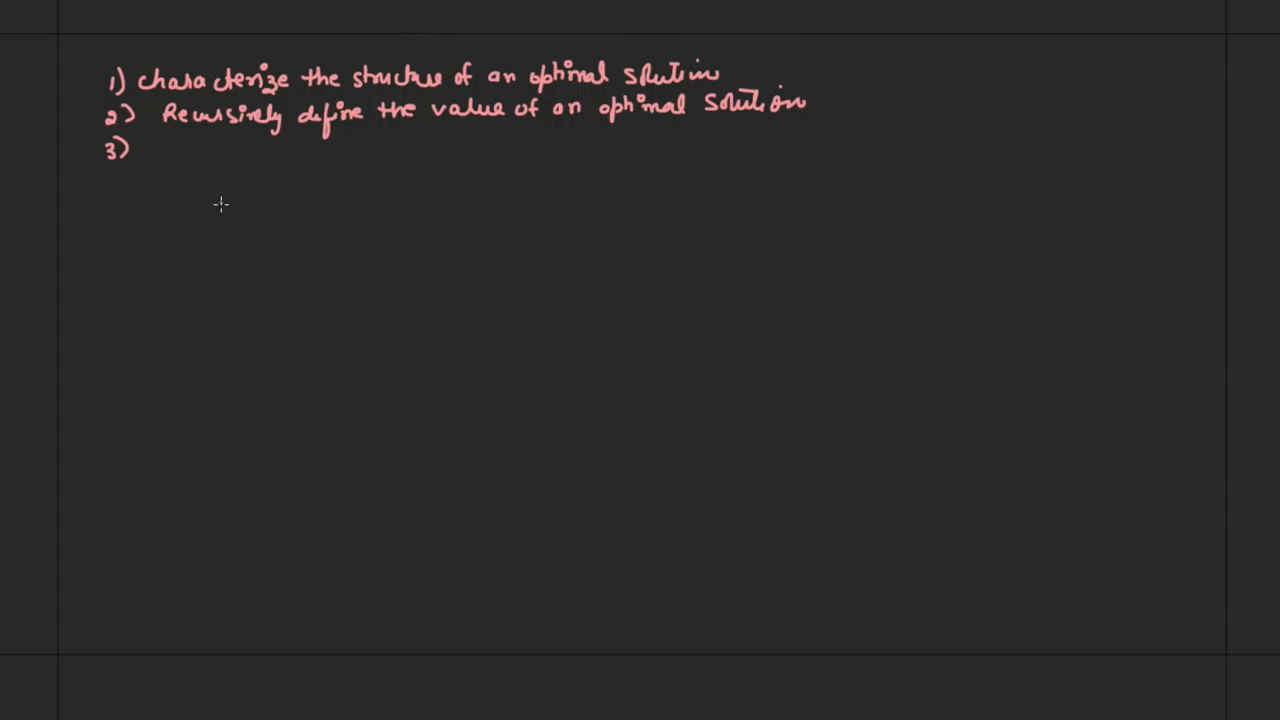 1) characterize the structure of an optimal solution
2) Recursively define the value of an optimal solution
3)